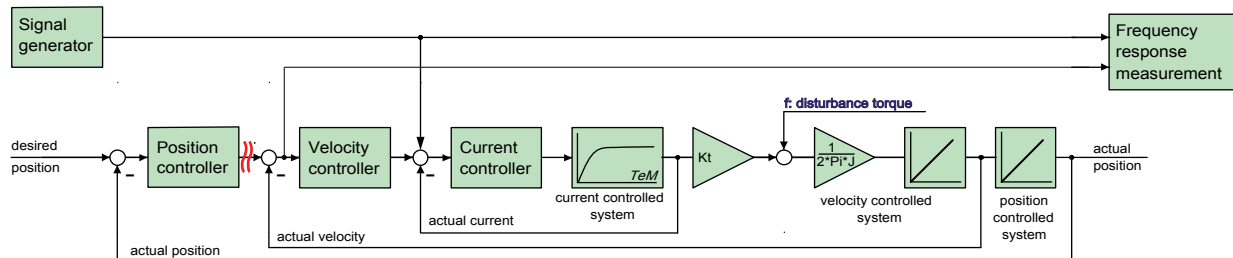 Signal
generator
Frequency
response
measurement
f: disturbance torque
desired
position
Position
controller
Velocity
controller
Current
controller
TeM
Kt
1
2*Pi*J
actual
position
-
-
-
current controlled
system
velocity controlled
system
position
controlled
system
actual current
actual velocity
actual position